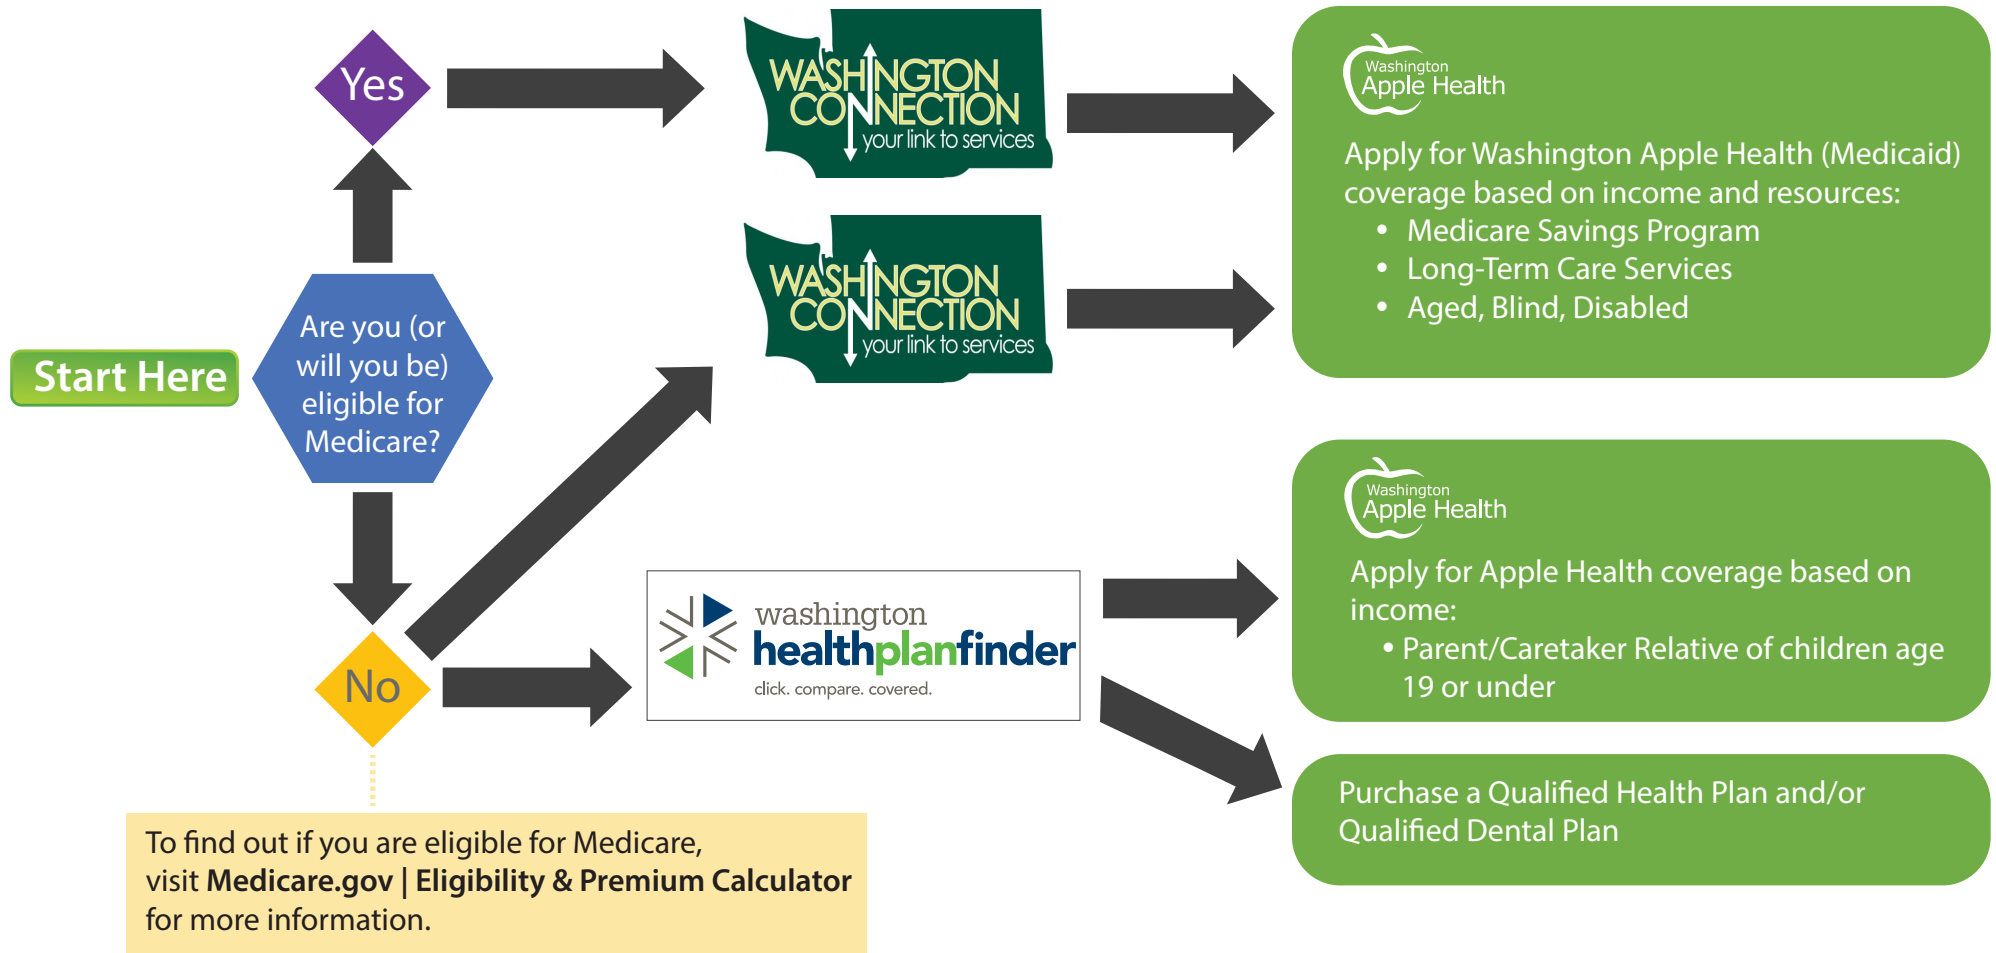 Yes
WASHINGTON
CONNECTION
your link to services
Washington
Apple Health
Apply for Washington Apple Health (Medicaid)
coverage based on income and resources:
• Medicare Savings Program
• Long-Term Care Services
• Aged, Blind, Disabled
WASHINGTON
CONNECTION
your link to services
Start Here
Are you (or
will you be)
eligible for
Medicare?
No
washington
healthplanfinder
click. compare. covered.
Washington
Apple Health
Apply for Apple Health coverage based on
income:
• Parent/Caretaker Relative of children age
19 or under
Purchase a Qualified Health Plan and/or
Qualified Dental Plan
To find out if you are eligible for Medicare,
visit Medicare.gov | Eligibility & Premium Calculator
for more information.